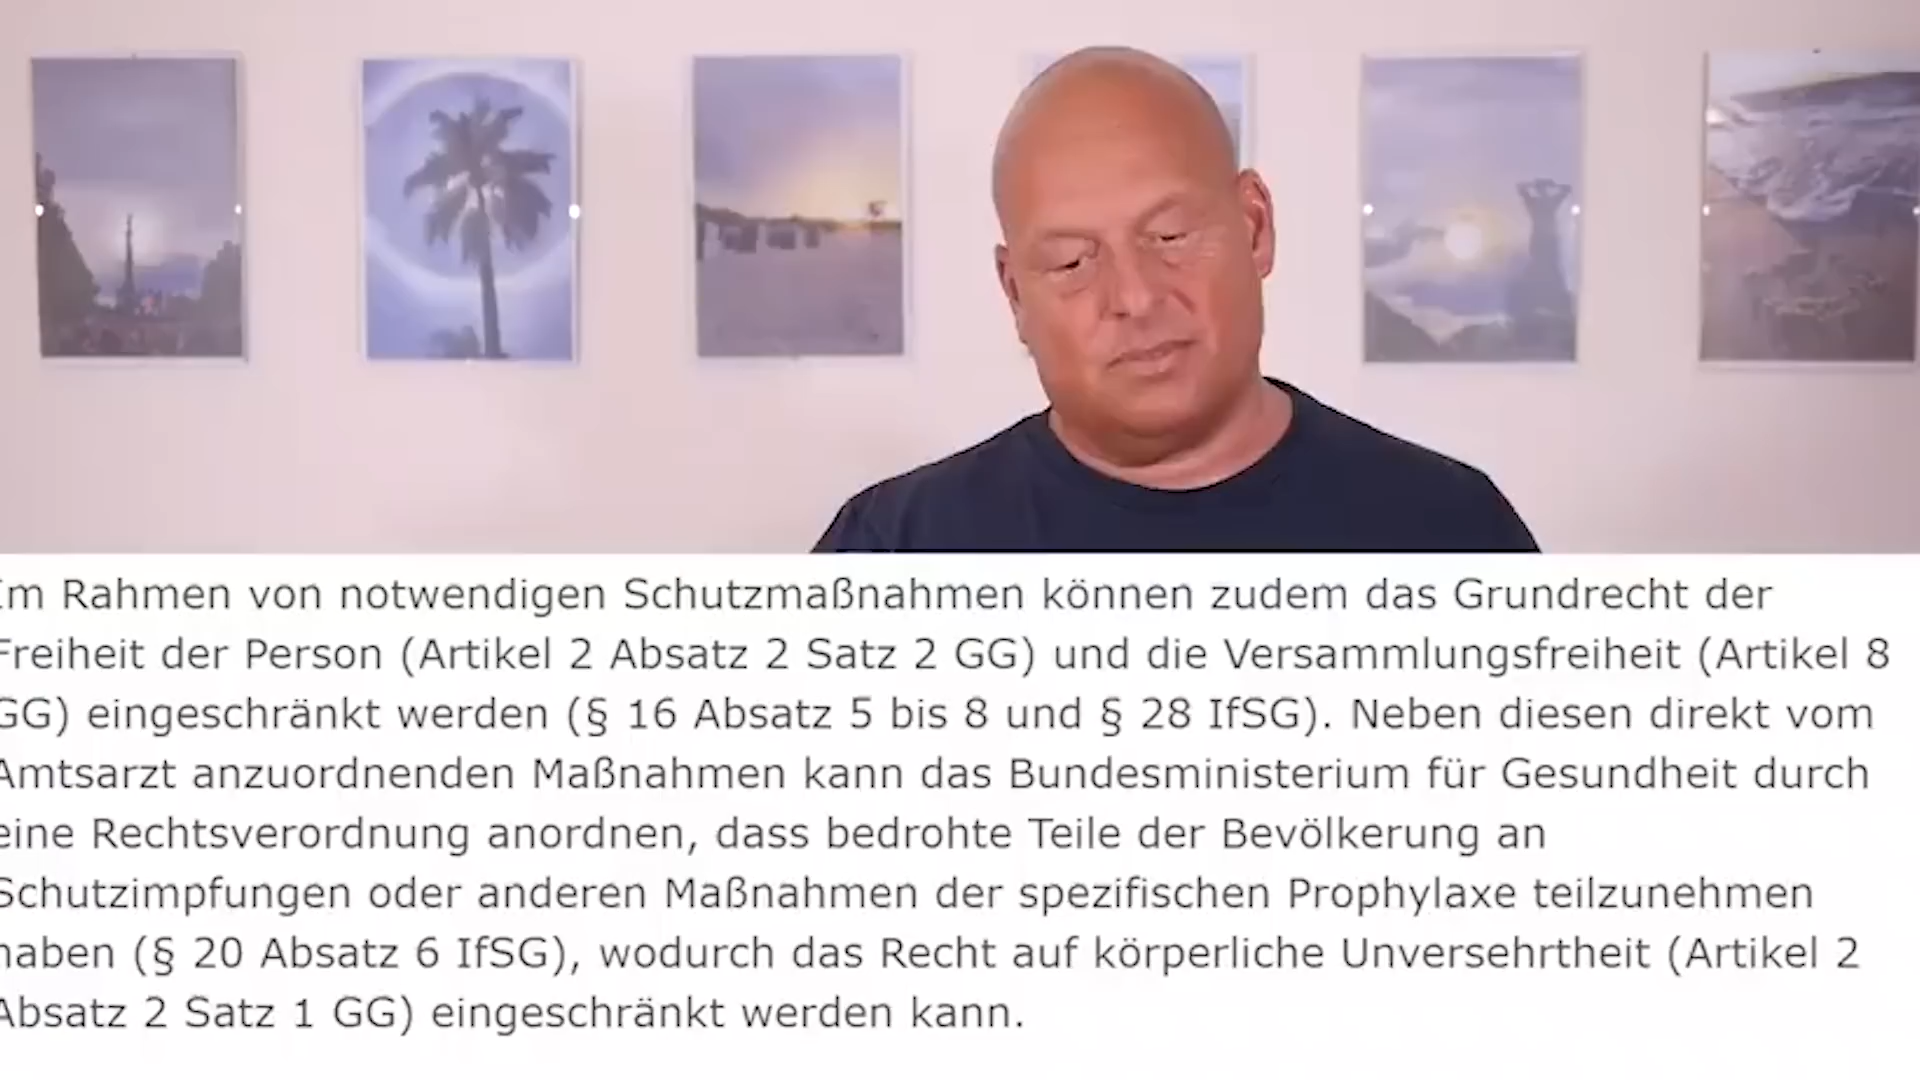 Im Rahmen von notwendigen Schutzmaßnahmen können zudem das Grundrecht der
Freiheit der Person (Artikel 2 Absatz 2 Satz 2 GG) und die Versammlungsfreiheit (Artikel 8
GG) eingeschränkt werden (§ 16 Absatz 5 bis 8 und § 28 IfSG). Neben diesen direkt vom
Amtsarzt anzuordnenden Maßnahmen kann das Bundesministerium für Gesundheit durch
eine Rechtsverordnung anordnen, dass bedrohte Teile der Bevölkerung an
Schutzimpfungen oder anderen Maßnahmen der spezifischen Prophylaxe teilzunehmen
haben (§ 20 Absatz 6 IfSG), wodurch das Recht auf körperliche Unversehrtheit (Artikel 2
Absatz 2 Satz 1 GG) eingeschränkt werden kann.